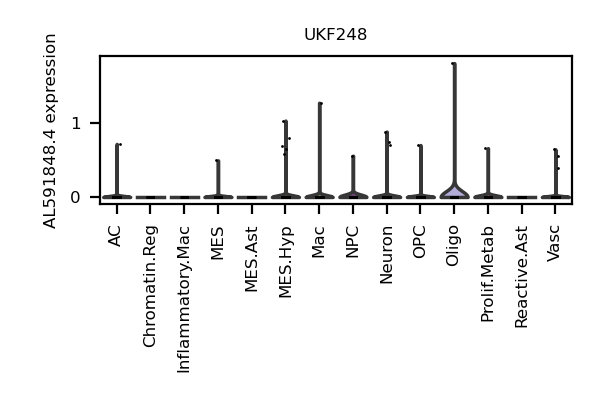 UKF248
AL591848.4 expression
1
0
AC
Chromatin.Reg
Inflammatory.Mac
MES
MES.Ast
MES.Hyp
Mac
NPC
Neuron
OPC
Oligo
Prolif.Metab
Reactive.Ast
Vasc